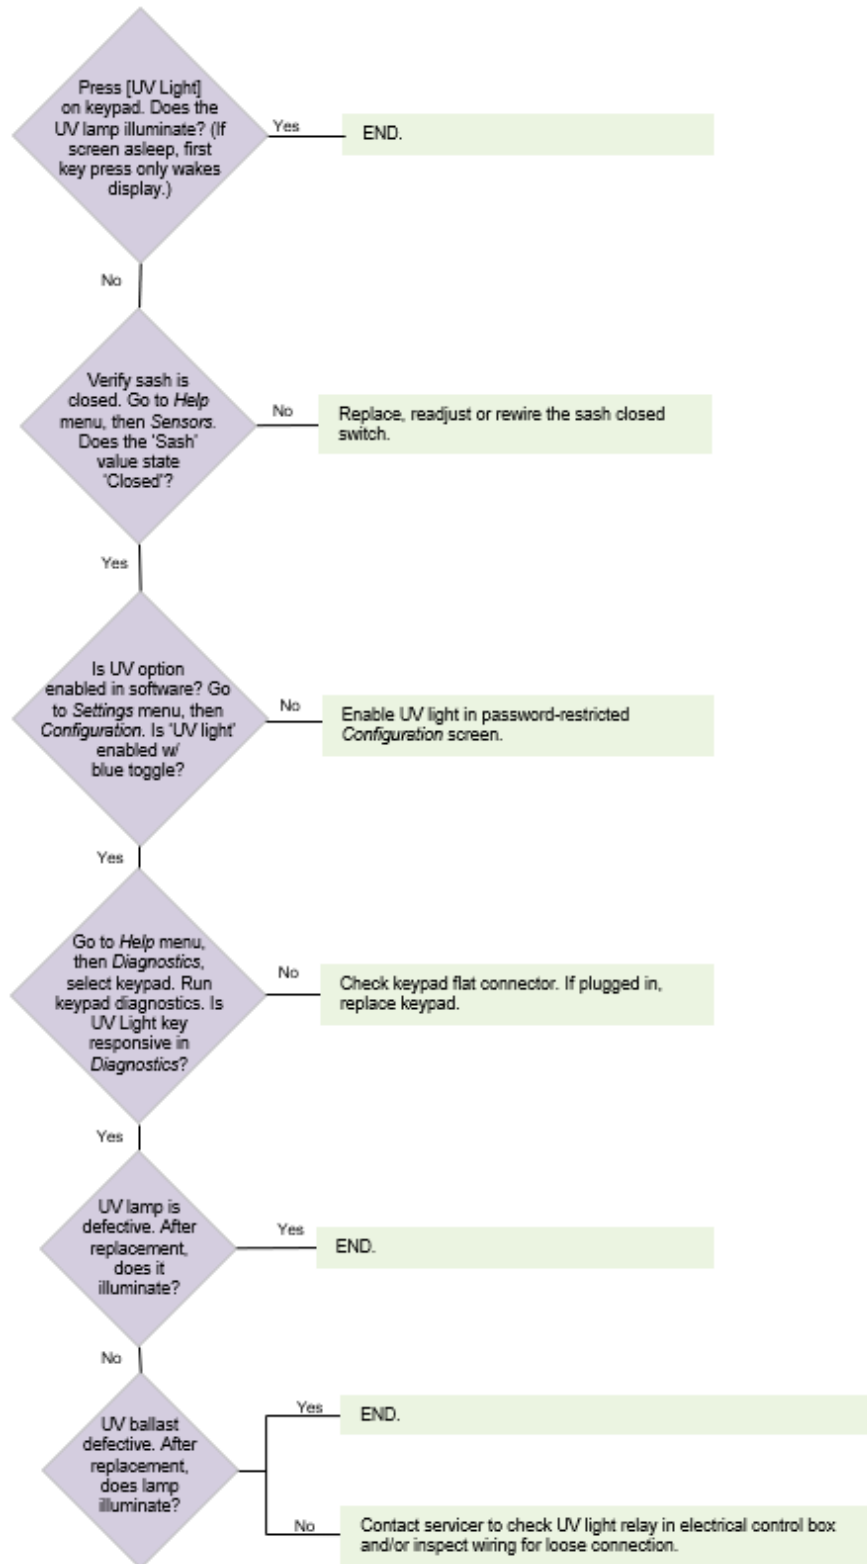 Press [UV Light]
on keypad. Does the
UV lamp illuminate? (If
screen asleep, first
key press only wakes
display.)
Yes
END.
No
Verify sash is
closed. Go to Help
menu, then Sensors.
Does the 'Sash'
value state
'Closed'?
No
Replace, readjust or rewire the sash closed
switch.
Yes
Is UV option
enabled in software? Go
to Settings menu, then
Configuration. Is 'UV light'
enabled w/
blue toggle?
No
Enable UV light in password-restricted
Configuration screen.
Yes
Go to Help menu,
then Diagnostics,
select keypad. Run
keypad diagnostics. Is
UV Light key
responsive in
Diagnostics?
No
Check keypad flat connector. If plugged in,
replace keypad.
Yes
UV lamp is
defective. After
replacement,
does it
illuminate?
Yes
END.
No
UV ballast
defective. After
replacement,
does lamp
illuminate?
Yes
END.
No
Contact servicer to check UV light relay in electrical control box
and/or inspect wiring for loose connection.